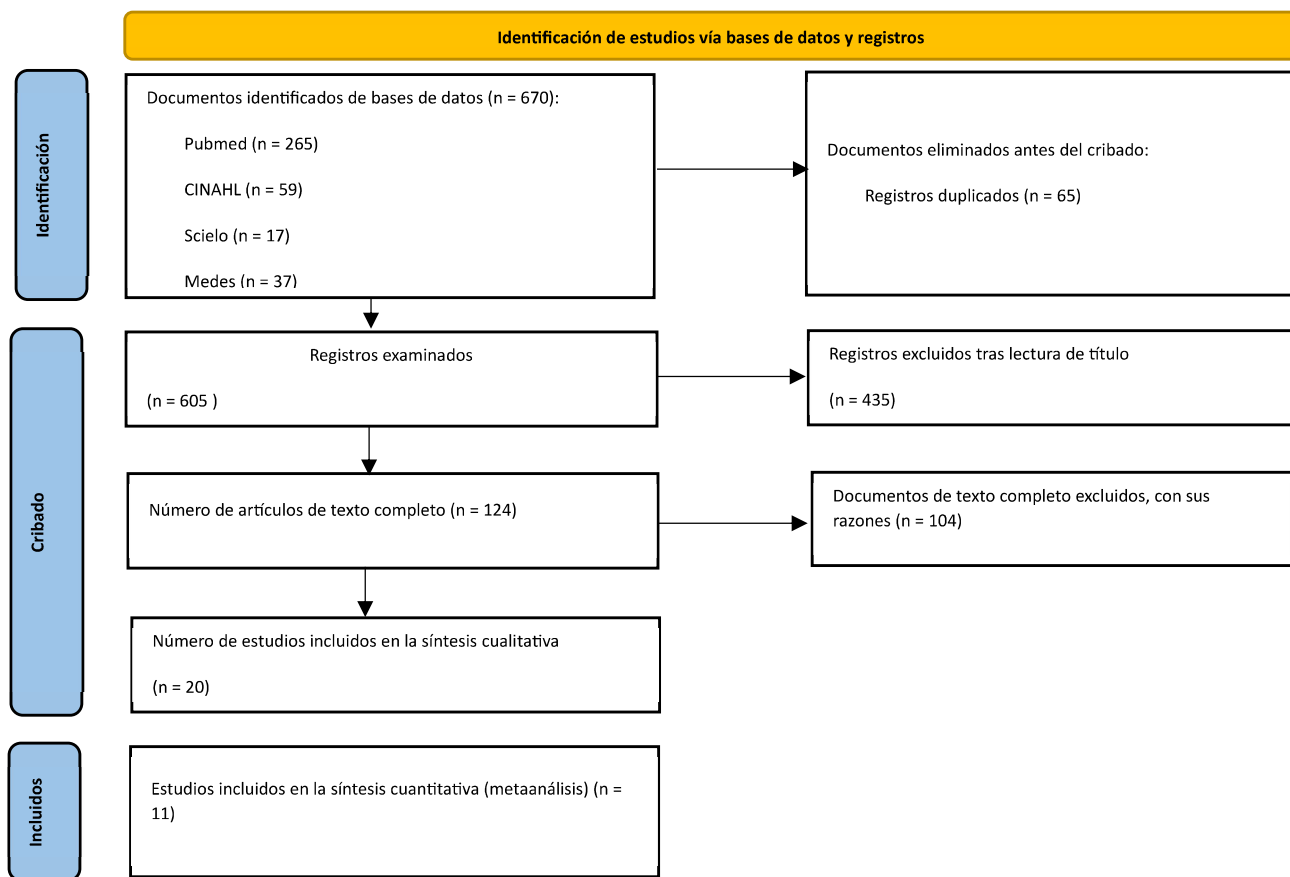 Identificación de estudios vía bases de datos y registros
Identificación
Documentos identificados de bases de datos (n = 670):
Pubmed (n = 265)
CINAHL (n = 59)
Scielo (n = 17)
Medes (n = 37)
Documentos eliminados antes del cribado:
Registros duplicados (n = 65)
Cribado
Registros examinados
(n = 605 )
Registros excluidos tras lectura de título
(n = 435)
Número de artículos de texto completo (n = 124)
Documentos de texto completo excluidos, con sus
razones (n = 104)
Número de estudios incluidos en la síntesis cualitativa
(n = 20)
Incluidos
Estudios incluidos en la síntesis cuantitativa (metaanálisis) (n =
11)